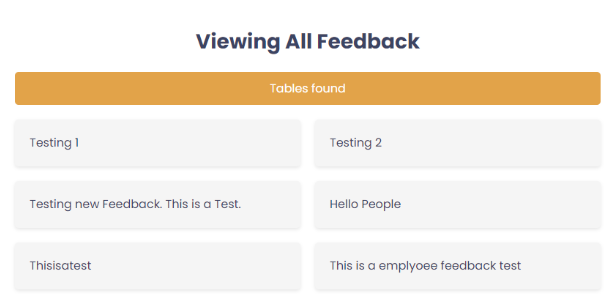 Viewing All Feedback
Tables found
Testing 1
Testing 2
Testing new Feedback. This is a Test.
Hello People
Thisisatest
This is a emplyoee feedback test